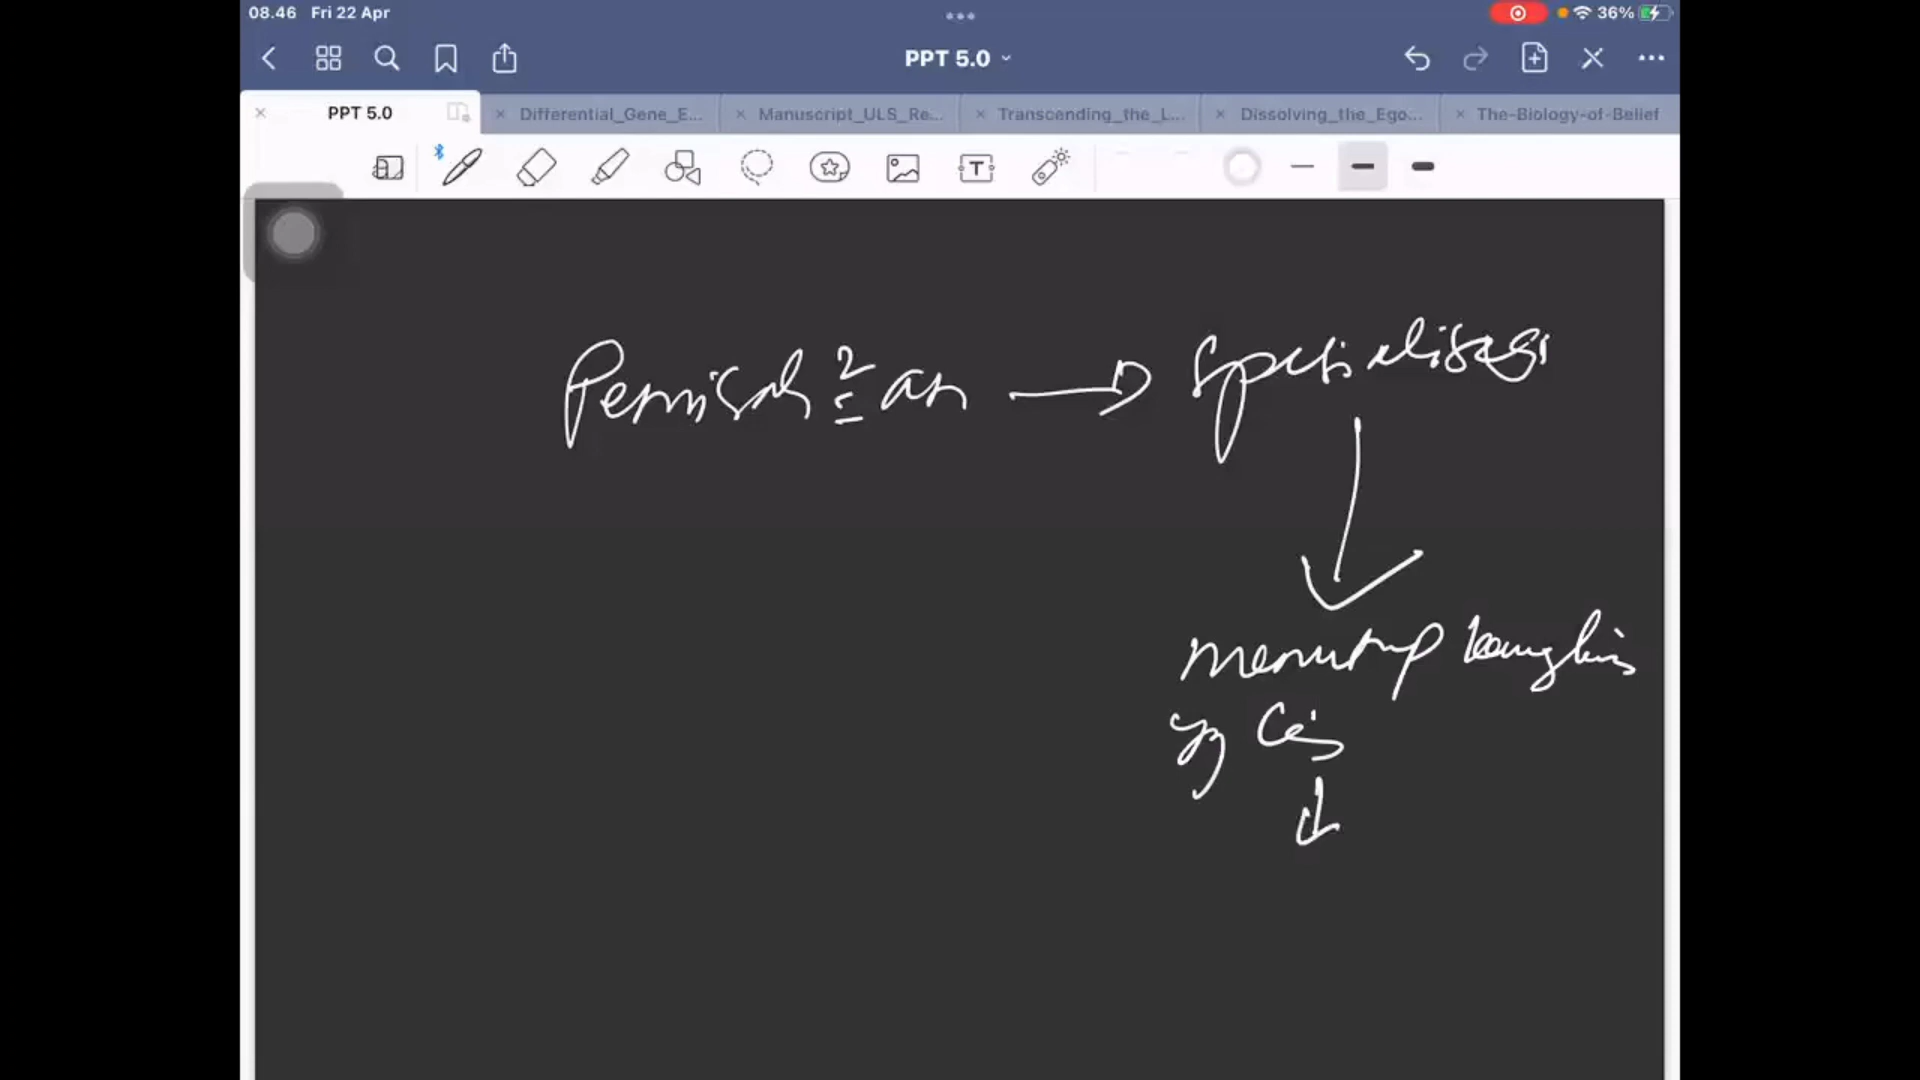 08.46 Fri 22 Apr
36%
PPT 5.0
PPT 5.0
Differential_Gene_E...
Manuscript_ULS_Re...
Transcending_the_L...
Dissolving_the_Ego...
The-Biology-of-Belief
Pemisah2an → Spesialisasi
menutup
yg